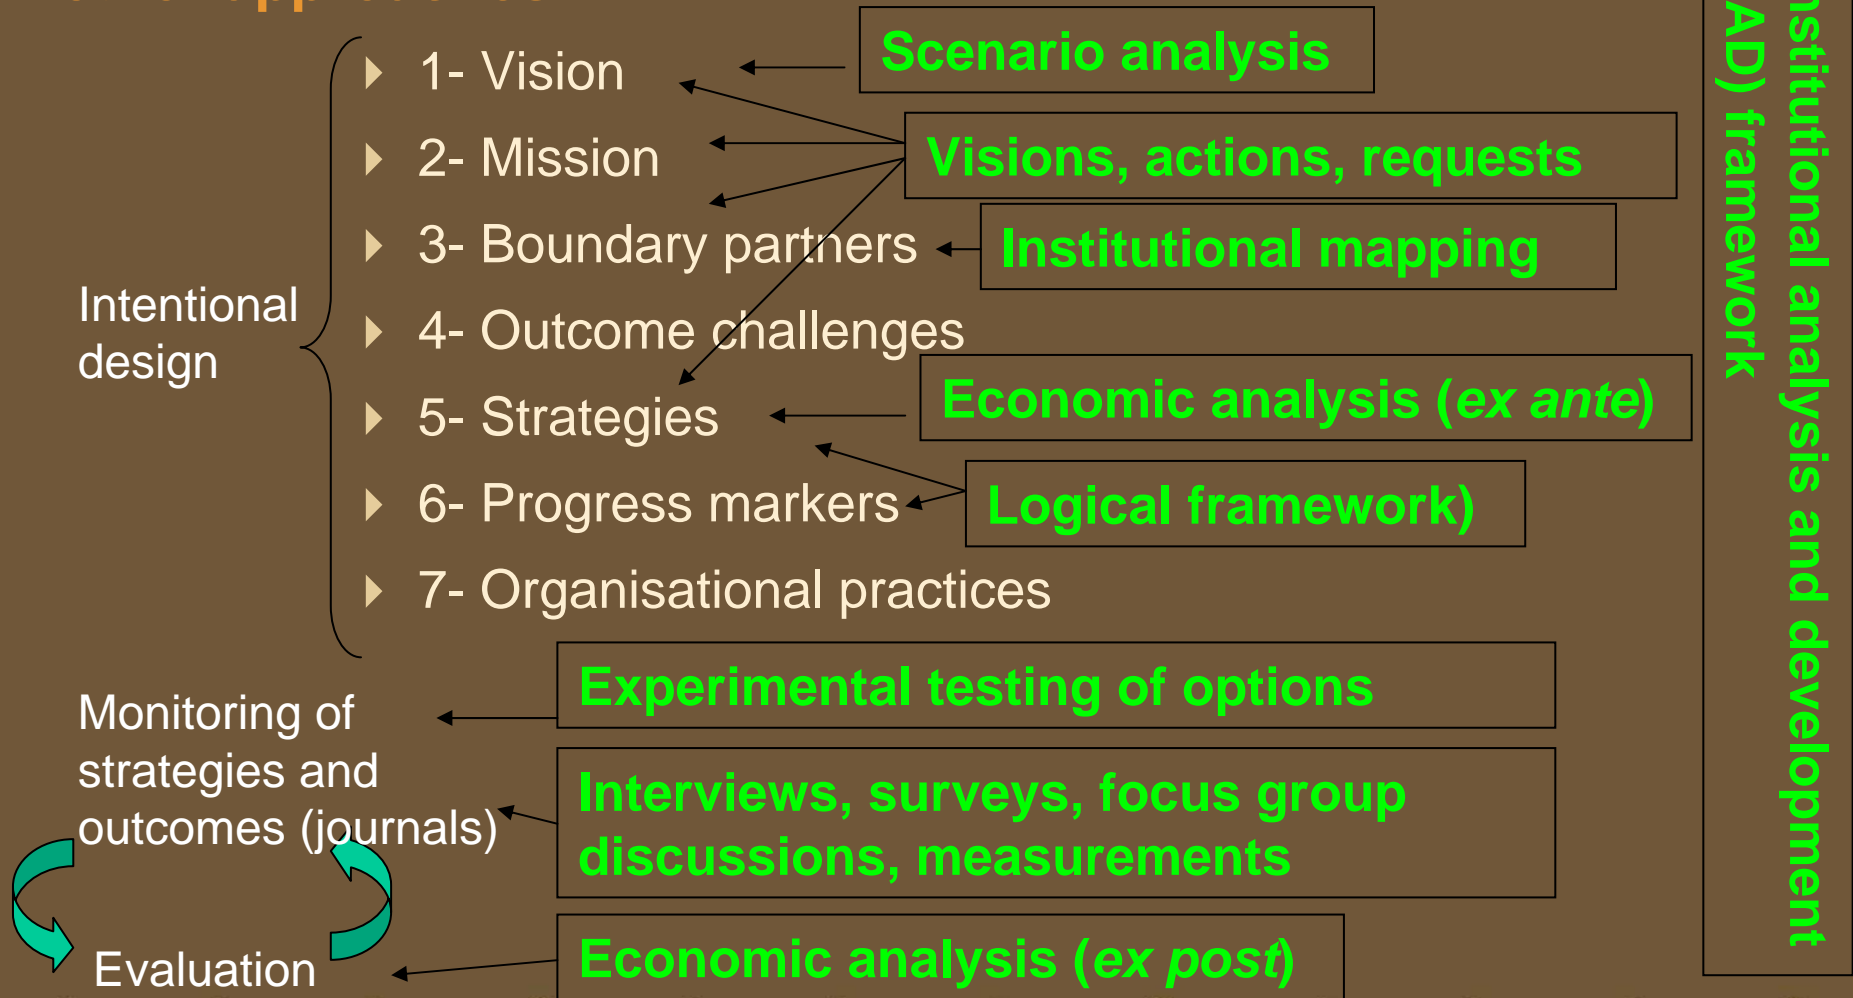 1- Vision
Scenario analysis
2- Mission
Visions, actions, requests
3- Boundary partners
Institutional mapping
Intentional
design
4- Outcome challenges
5- Strategies
Economic analysis (ex ante)
6- Progress markers
Logical framework)
7- Organisational practices
Monitoring of
strategies and
outcomes (journals)
Experimental testing of options
Interviews, surveys, focus group
discussions, measurements
Evaluation
Economic analysis (ex post)
nstitutional analysis and development
AD) framework